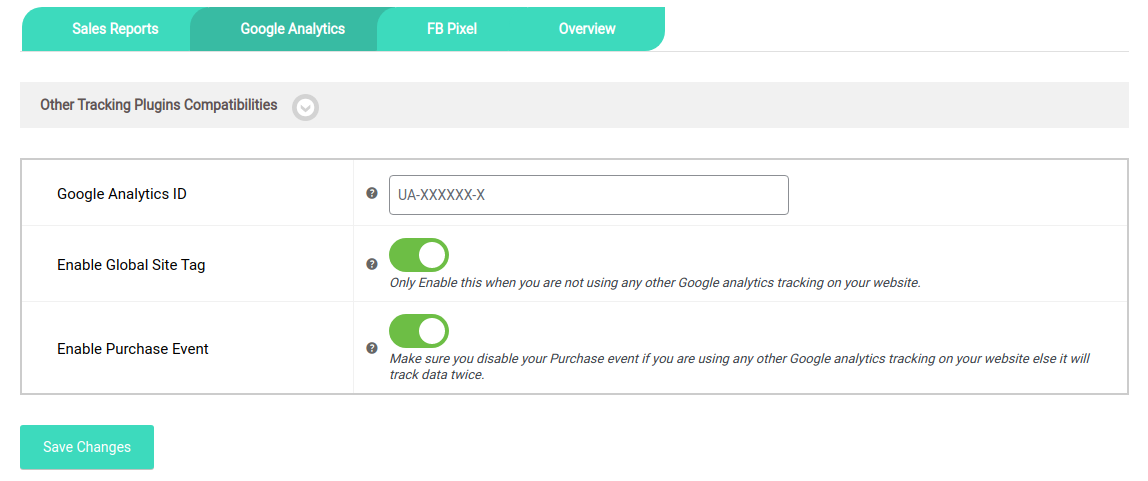 Sales Reports Google Analytics FB Pixel Overview
Other Tracking Plugins Compatibilities
Google Analytics ID UA-XXXXXX-X
Enable Global Site Tag
Only Enable this when you are not using any other Google analytics tracking on your website.
Enable Purchase Event
Make sure you disable your Purchase event if you are using any other Google analytics tracking on your website else it will
track data twice.
Save Changes